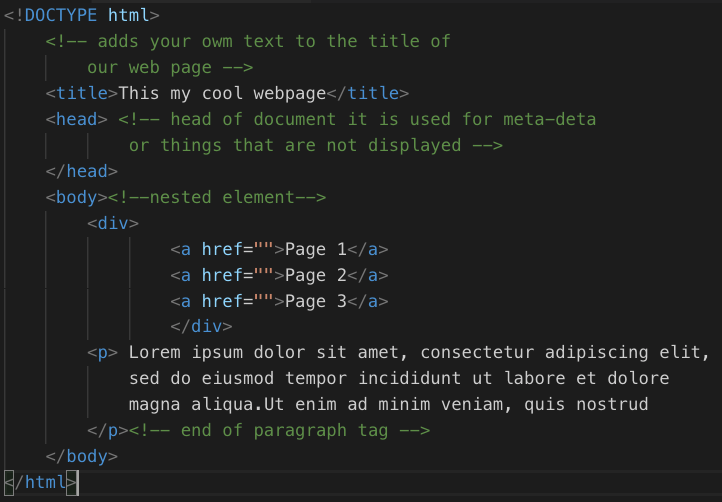 <!DOCTYPE html>
<!-- adds your owm text to the title of
our web page -->
<title>This my cool webpage</title>
<head> <!-- head of document it is used for meta-deta
or things that are not displayed -->
</head>
<body><!--nested element-->
<div>
<a href="">Page 1</a>
<a href="">Page 2</a>
<a href="">Page 3</a>
</div>
<p> Lorem ipsum dolor sit amet, consectetur adipiscing elit,
sed do eiusmod tempor incididunt ut labore et dolore
magna aliqua.Ut enim ad minim veniam, quis nostrud
</p><!-- end of paragraph tag -->
</body>
</html>